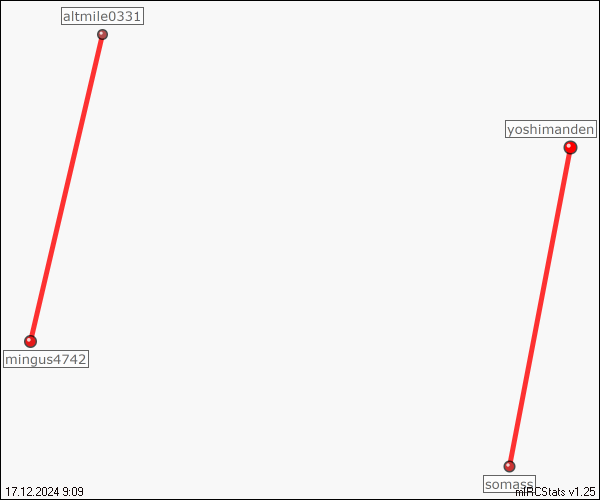 altmile0331
yoshimanden
mingus4742
somass
17.12.2024 9:09
mIRCStats v1.25